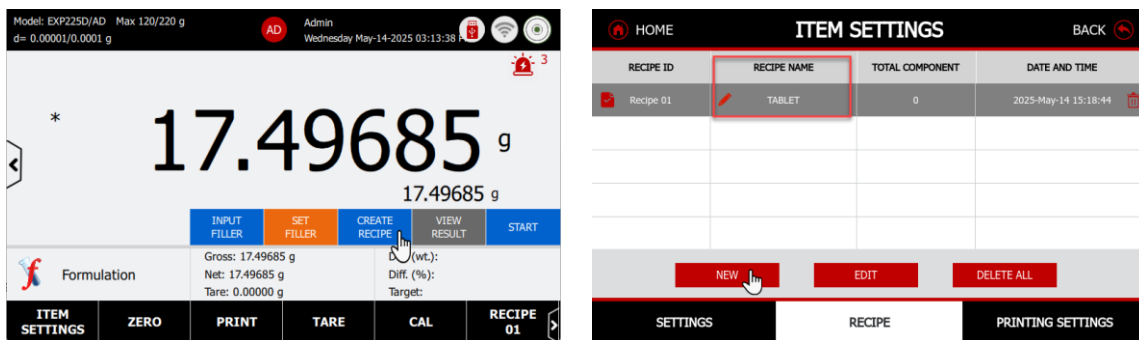 Model: EXP225D/AD Max 120/220 g
d= 0.00001/0.0001 g
AD
Admin
Wednesday May-14-2025 03:13:38
3
*
17.49685 g
17.49685 g
INPUT FILLER
SET FILLER
CREATE RECIPE
VIEW RESULT
START
Formulation
Gross: 17.49685 g
Net: 17.49685 g
Tare: 0.00000 g
(wt.):
Diff. (%):
Target:
ITEM SETTINGS
ZERO
PRINT
TARE
CAL
RECIPE 01
HOME
ITEM SETTINGS
BACK
RECIPE ID
RECIPE NAME
TOTAL COMPONENT
DATE AND TIME
Recipe 01
TABLET
0
2025-May-14 15:18:44
NEW
EDIT
DELETE ALL
SETTINGS
RECIPE
PRINTING SETTINGS